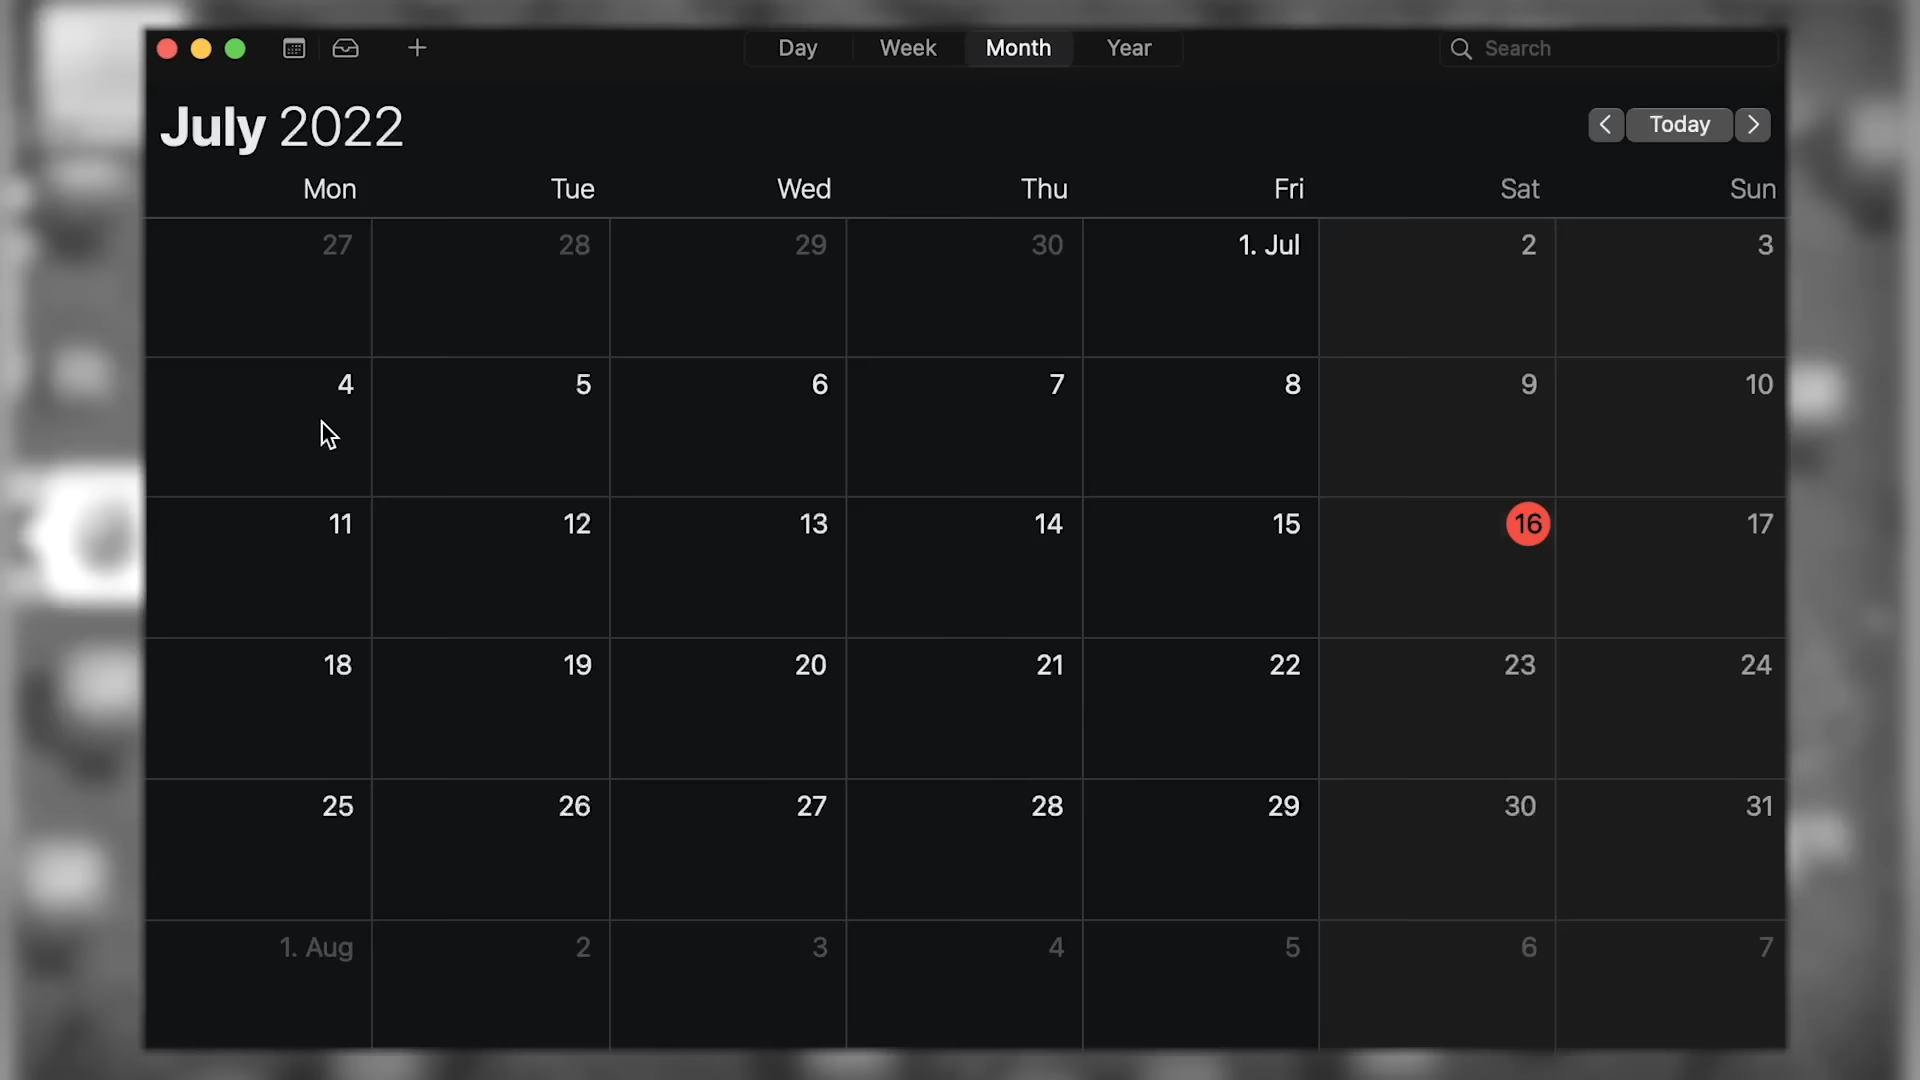 Day Week Month Year Search
July 2022 Today
Mon Tue Wed Thu Fri Sat Sun
27 28 29 30 1. Jul 2 3
4 5 6 7 8 9 10
11 12 13 14 15 16 17
18 19 20 21 22 23 24
25 26 27 28 29 30 31
1. Aug 2 3 4 5 6 7